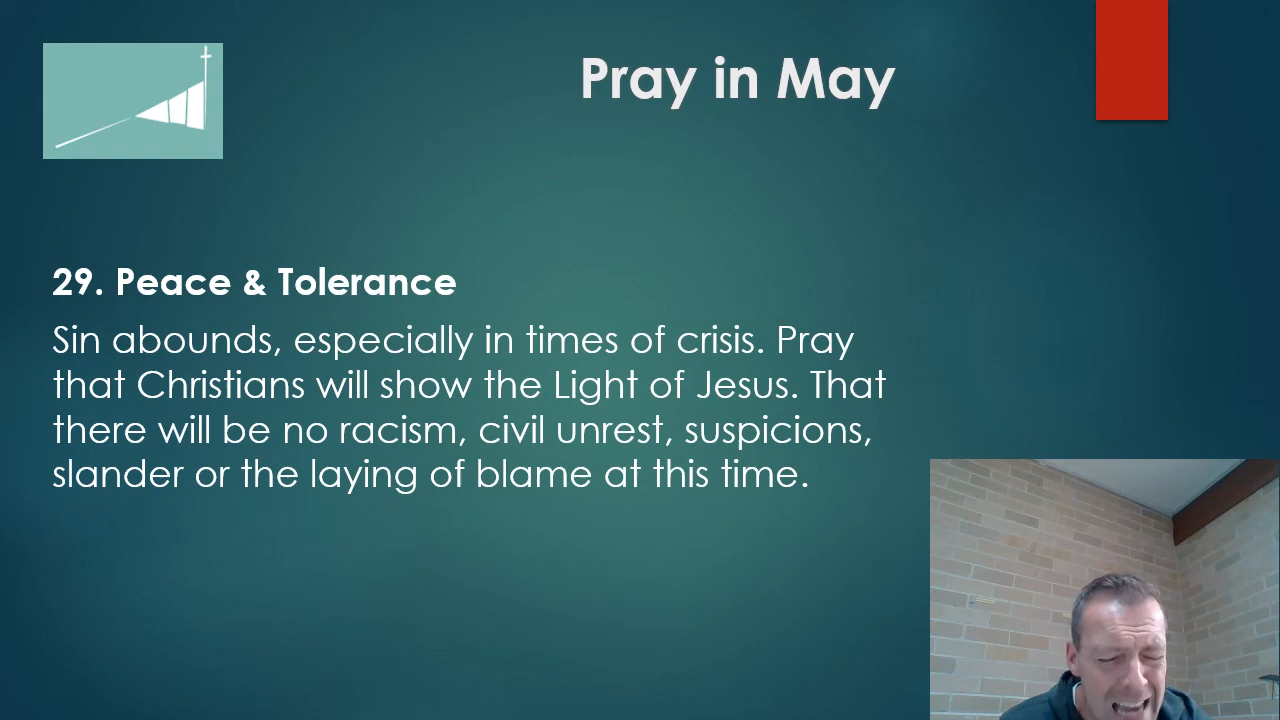 Pray in May
29. Peace & Tolerance
Sin abounds, especially in times of crisis. Pray
that Christians will show the Light of Jesus. That
there will be no racism, civil unrest, suspicions,
slander or the laying of blame at this time.